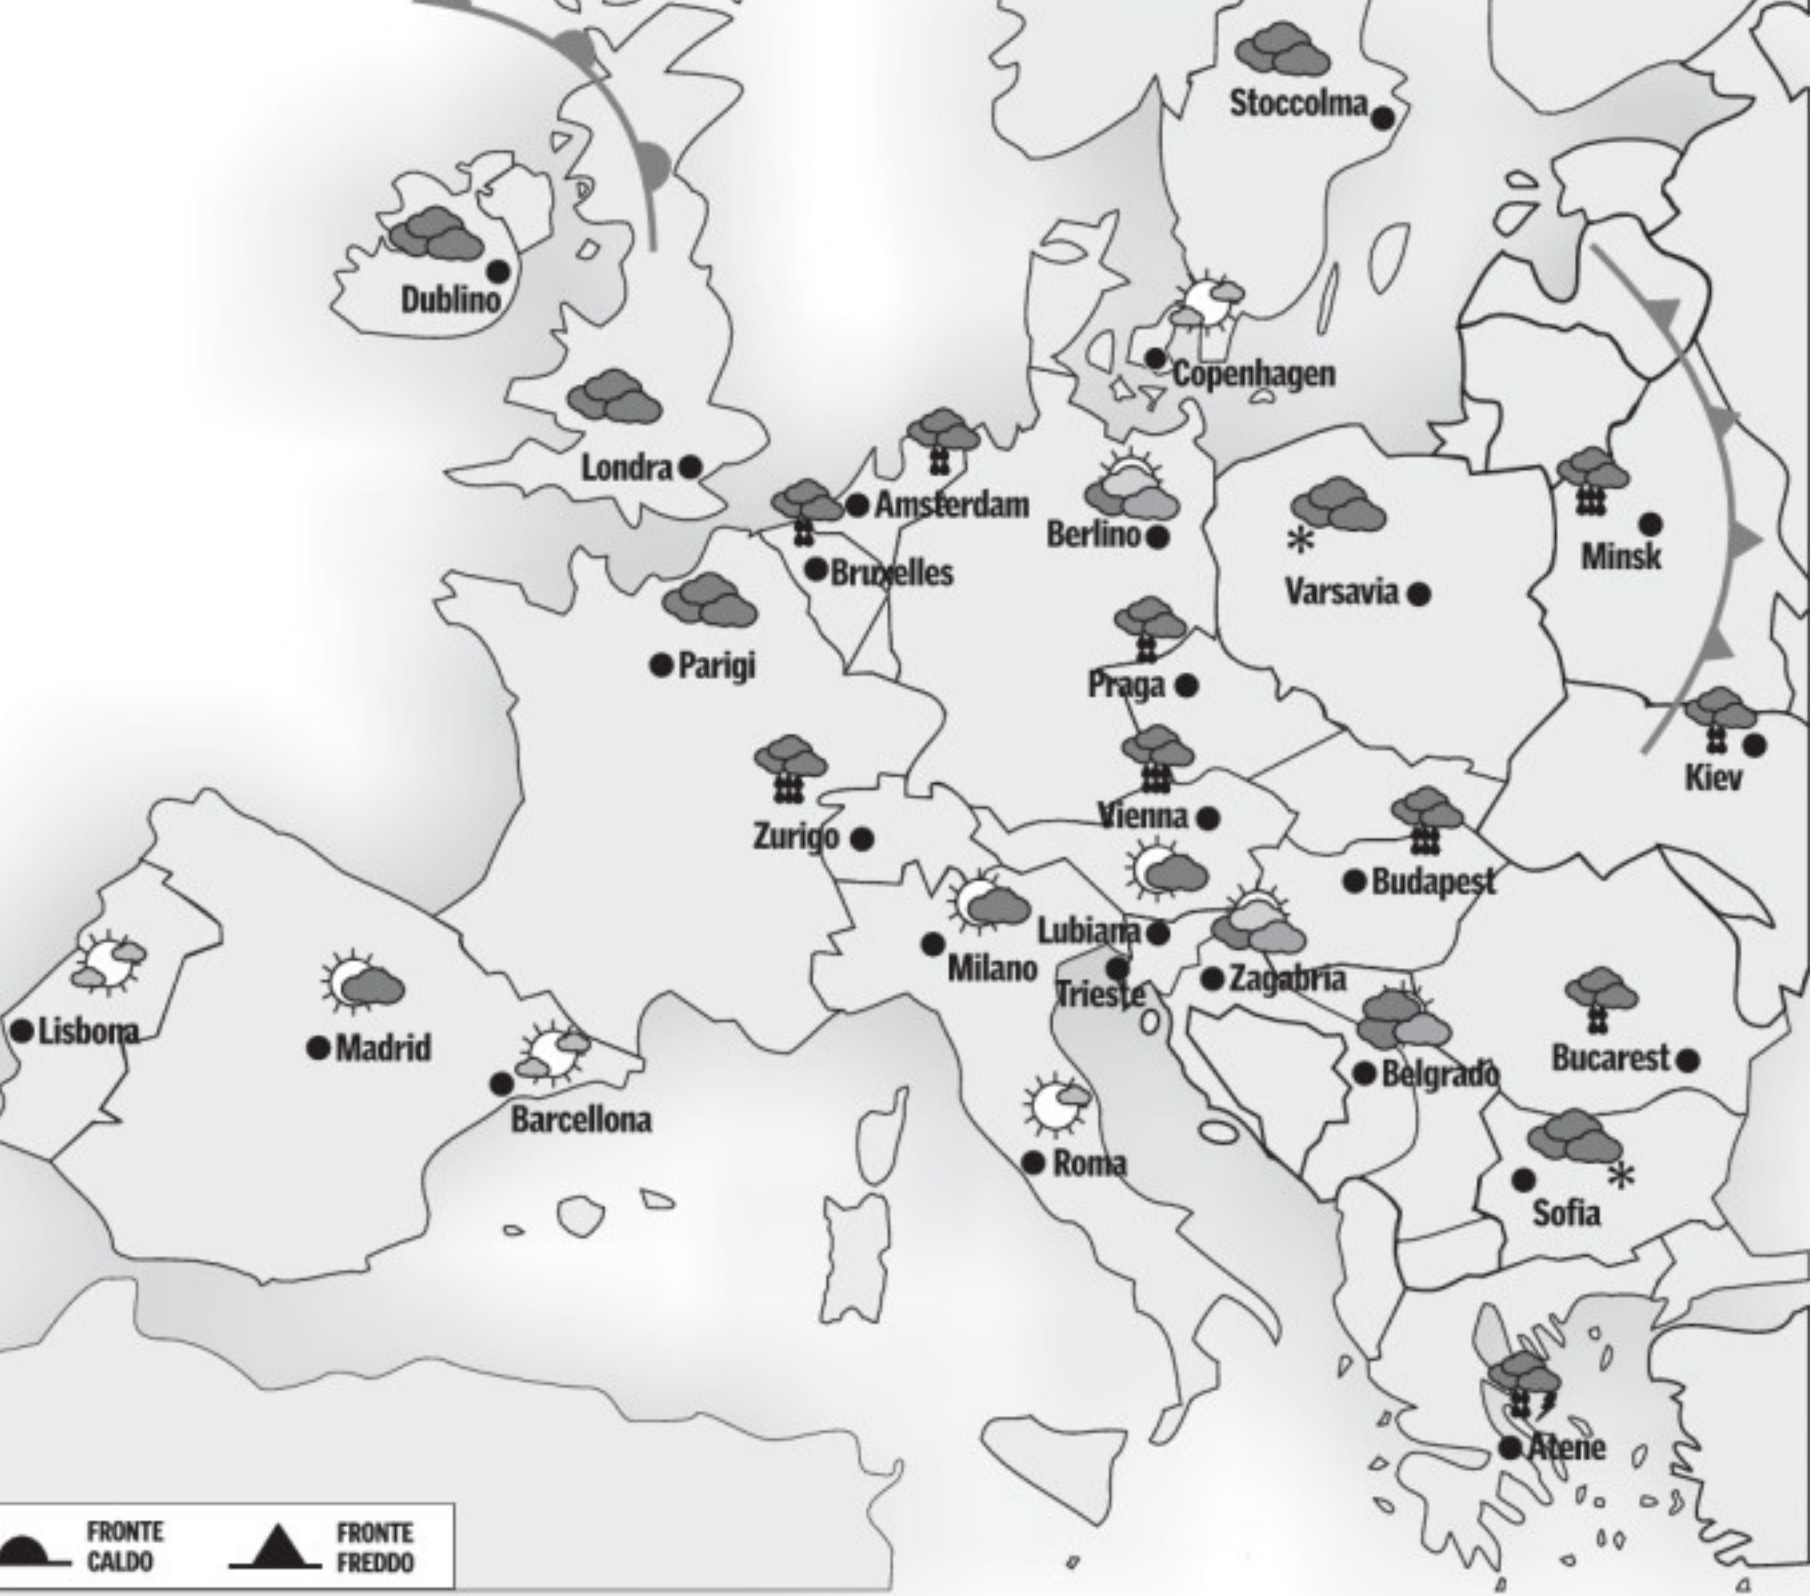 Stoccolma
Dublino
Copenhagen
Londra
Amsterdam
Berlino
Minsk
Bruxelles
Varsavia
Parigi
Praga
Kiev
Vienna
Zurigo
Budapest
Lubiana
Milano
Zagabria
Trieste
Lisbona
Madrid
Bucarest
Belgrado
Barcellona
Roma
Sofia
Atene
FRONTE
CALDO
FRONTE
FREDDO